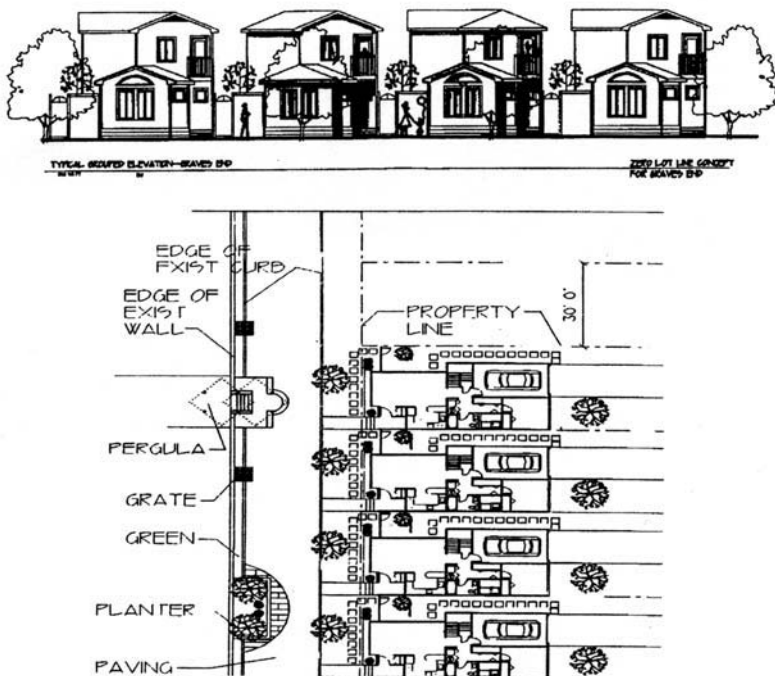 TYPICAL GROUPED ELEVATION—GRAVES END
ZERO LOT LINE CONCEPT
FOR GRAVES END
EDGE OF
EXIST CURB
EDGE OF
EXIST
WALL
PROPERTY
LINE
30' 0"
PERGULA
GRATE
GREEN
PLANTER
PAVING